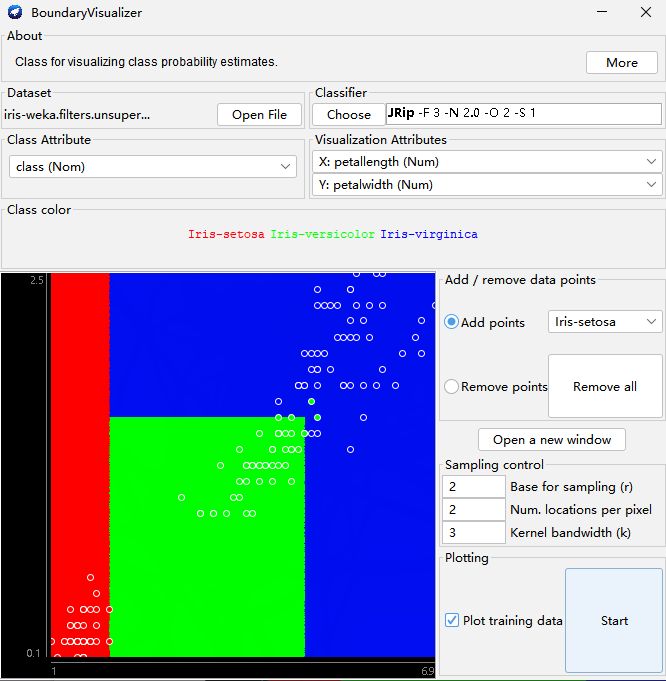 BoundaryVisualizer
About
Class for visualizing class probability estimates.
More
Dataset
iris-weka.filters.unsuper...
Open File
Classifier
Choose
JRip -F 3 -N 2.0 -O 2 -S 1
Class Attribute
class (Nom)
Visualization Attributes
X: petallength (Num)
Y: petalwidth (Num)
Class color
Iris-setosa Iris-versicolor Iris-virginica
2.5
0.1
1
6.9
Add / remove data points
Add points
Iris-setosa
Remove points
Remove all
Open a new window
Sampling control
2 Base for sampling (r)
2 Num. locations per pixel
3 Kernel bandwidth (k)
Plotting
Plot training data
Start